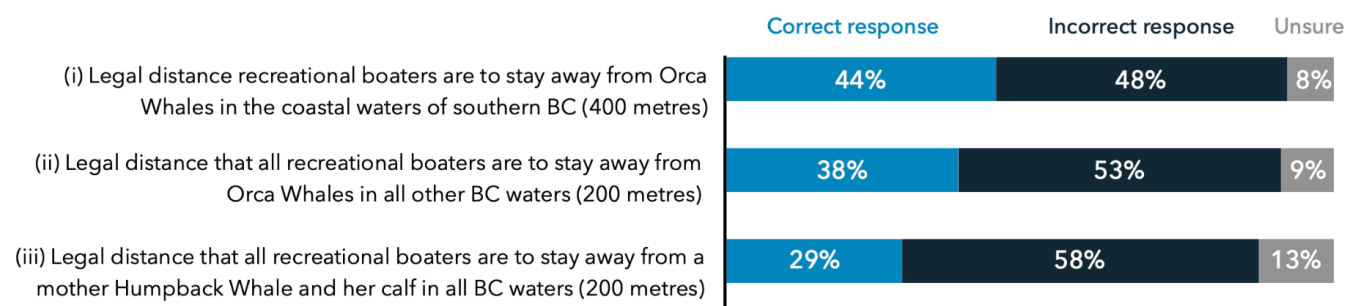 Correct response Incorrect response Unsure
(i) Legal distance recreational boaters are to stay away from Orca
Whales in the coastal waters of southern BC (400 metres)
44% 48% 8%
(ii) Legal distance that all recreational boaters are to stay away from
Orca Whales in all other BC waters (200 metres)
38% 53% 9%
(iii) Legal distance that all recreational boaters are to stay away from a
mother Humpback Whale and her calf in all BC waters (200 metres)
29% 58% 13%